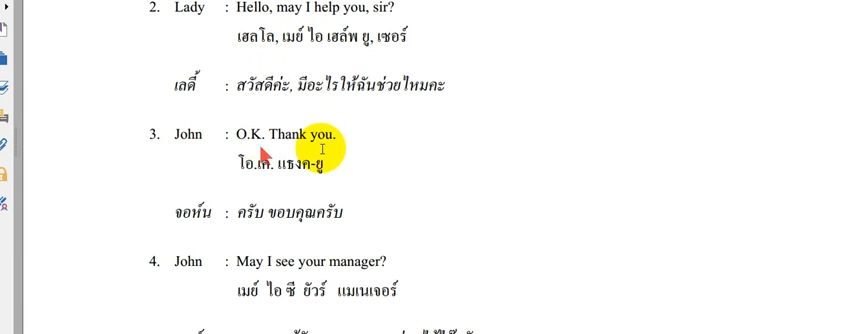 2. Lady : Hello, may I help you, sir?
เฮลโล, เมย์ ไอ เฮล์พ ยู, เซอร์
เลดี้ : สวัสดีค่ะ, มีอะไรให้ฉันช่วยไหมคะ
3. John : O.K. Thank you.
โอ.เค. แธงค-ยู
จอห์น : ครับ ขอบคุณครับ
4. John : May I see your manager?
เมย์ ไอ ซี ยัวร์ แมเนเจอร์